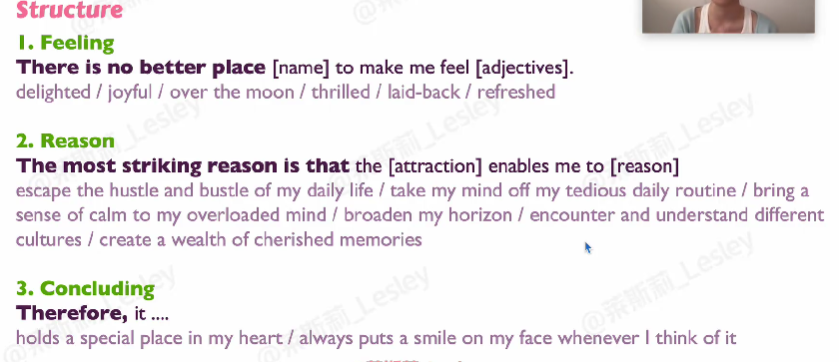 Structure
1. Feeling
There is no better place [name] to make me feel [adjectives].
delighted / joyful / over the moon / thrilled / laid-back / refreshed
2. Reason
The most striking reason is that the [attraction] enables me to [reason]
escape the hustle and bustle of my daily life / take my mind off my tedious daily routine / bring a
sense of calm to my overloaded mind / broaden my horizon / encounter and understand different
cultures / create a wealth of cherished memories
3. Concluding
Therefore, it ....
holds a special place in my heart / always puts a smile on my face whenever I think of it
@莱斯莉_Lesley